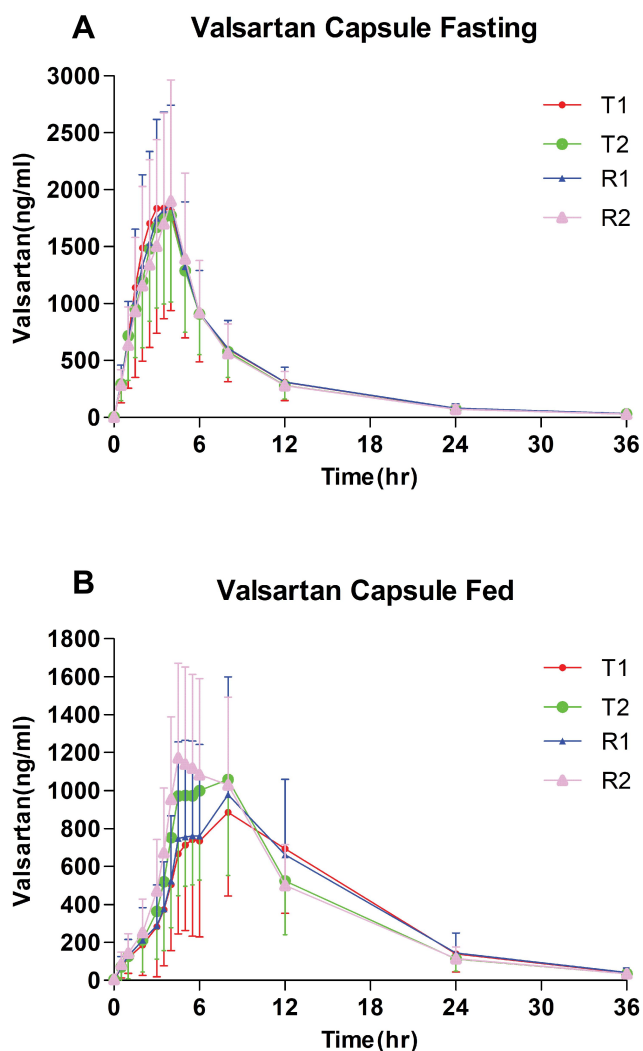 A
Valsartan Capsule Fasting
Valsartan(ng/ml)
3000
2500
2000
1500
1000
500
0
0 6 12 18 24 30 36
Time(hr)
T1
T2
R1
R2
B
Valsartan Capsule Fed
Valsartan(ng/ml)
1800
1600
1400
1200
1000
800
600
400
200
0
0 6 12 18 24 30 36
Time(hr)
T1
T2
R1
R2